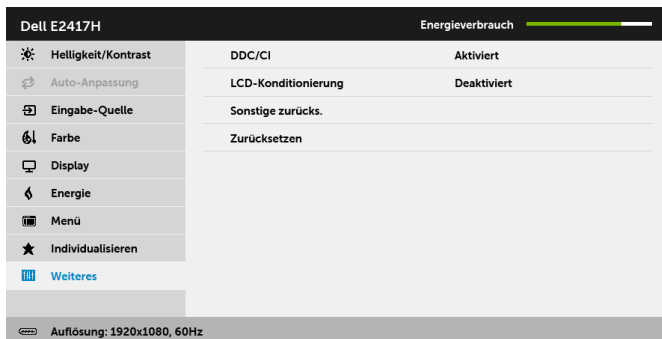 Dell E2417H Energieverbrauch
Helligkeit/Kontrast DDC/CI Aktiviert
Auto-Anpassung LCD-Konditionierung Deaktiviert
Eingabe-Quelle Sonstige zurücks.
Farbe Zurücksetzen
Display
Energie
Menü
Individualisieren
Weiteres
Auflösung: 1920x1080, 60Hz